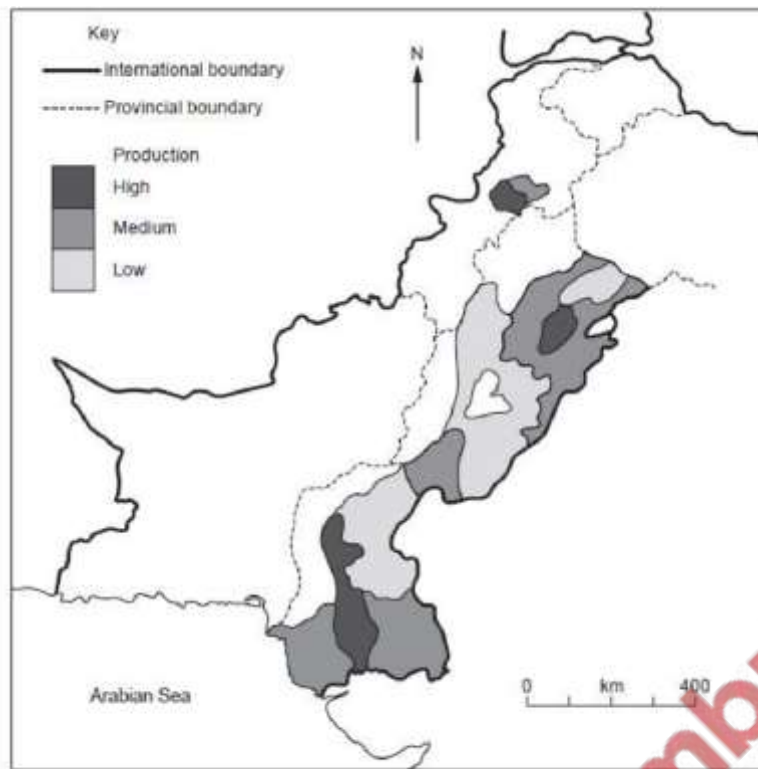 Key
International boundary
Provincial boundary
Production
High
Medium
Low
N
Arabian Sea
0 km 400